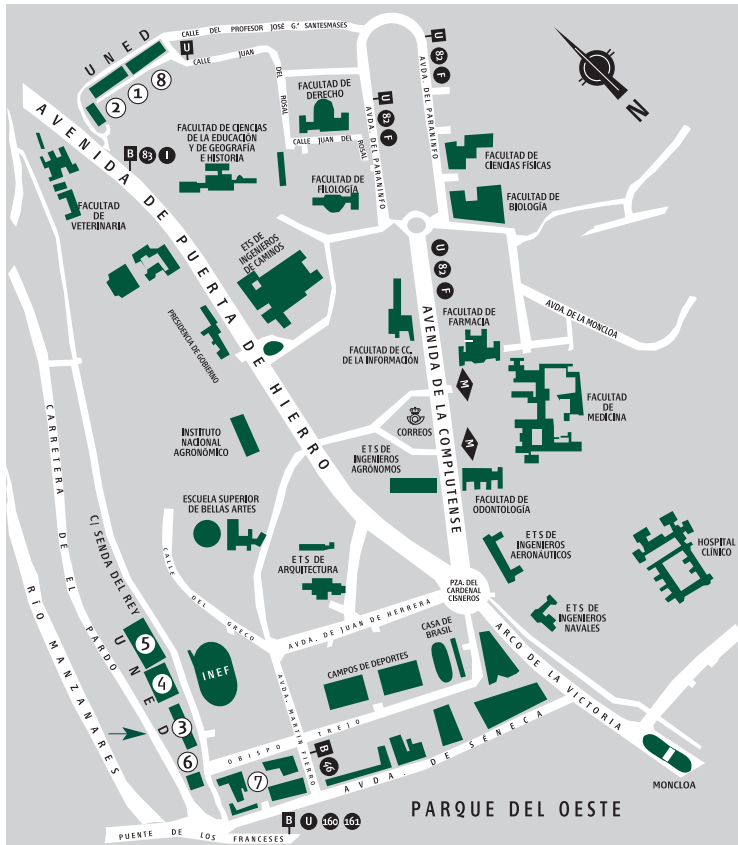 CALLE DEL PROFESOR JOSÉ G.ª SANTESMASES
UNED
U
CALLE JUAN DEL ROSAL
2
1
8
U
82
F
AVDA. DEL PARANINFO
N
AVENIDA DE PUERTA DE HIERRO
B 83 I
FACULTAD DE
DERECHO
U
82
F
AVDA. DEL PARANINFO
CALLE JUAN DEL ROSAL
FACULTAD DE CIENCIAS
DE LA EDUCACIÓN
Y DE GEOGRAFÍA
E HISTORIA
FACULTAD DE
CIENCIAS FÍSICAS
FACULTAD DE
FILOLOGÍA
FACULTAD DE
BIOLOGÍA
FACULTAD
DE
VETERINARIA
ETS DE
INGENIEROS
DE CAMINOS
U
82
F
AVENIDA DE LA COMPLUTENSE
AVDA. DE LA MONCLOA
PRESIDENCIA DE GOBIERNO
FACULTAD DE
FARMACIA
FACULTAD DE CC.
DE LA INFORMACIÓN
M
FACULTAD
DE
MEDICINA
CORREOS
M
INSTITUTO
NACIONAL
AGRONÓMICO
ETS DE
INGENIEROS
AGRÓNOMOS
FACULTAD DE
ODONTOLOGÍA
CARRETERA DE EL PARDO
ESCUELA SUPERIOR
DE BELLAS ARTES
C/ SENDA DEL REY
ETS DE
ARQUITECTURA
ETS DE
INGENIEROS
AERONÁUTICOS
HOSPITAL
CLÍNICO
CALLE DEL GRECO
PZA. DEL
CARDENAL
CISNEROS
RÍO MANZANARES
ETS DE
INGENIEROS
NAVALES
AVDA. DE JUAN DE HERRERA
CASA DE
BRASIL
ARCO DE LA VICTORIA
UNED
5
4
3
6
INEF
CAMPOS DE DEPORTES
AVDA. MARTIN FIERRO
OBISPO TREJO
B
46
7
AVDA. DE SÉNECA
MONCLOA
PARQUE DEL OESTE
B U 160 161
PUENTE DE LOS FRANCESES